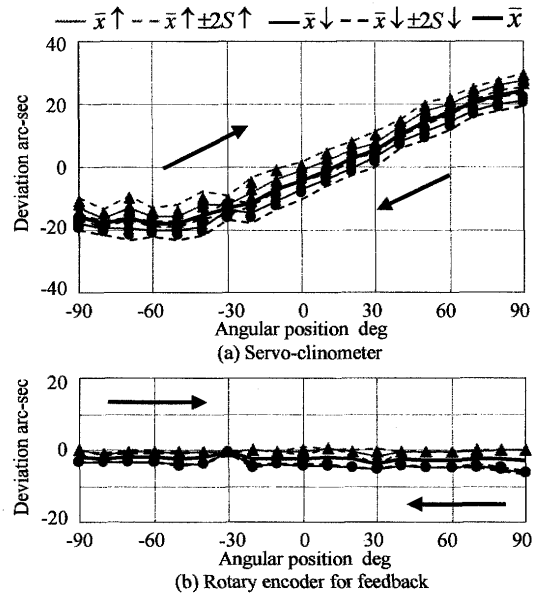 x̄↑ x̄↑±2S↑ x̄↓ x̄↓±2S↓ x̄
40
20
0
-20
-40
Deviation arc-sec
-90 -60 -30 0 30 60 90
Angular position deg
(a) Servo-clinometer
20
0
-20
Deviation arc-sec
-90 -60 -30 0 30 60 90
Angular position deg
(b) Rotary encoder for feedback